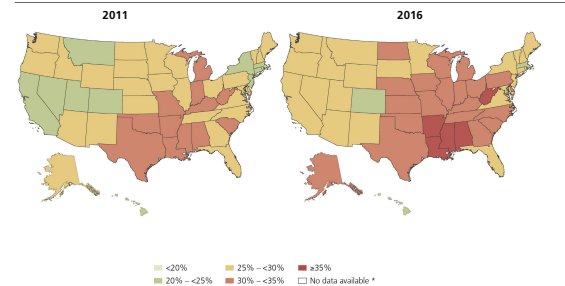 2011 2016
<20% 25% – <30% ≥35%
20% – <25% 30% – <35% No data available *